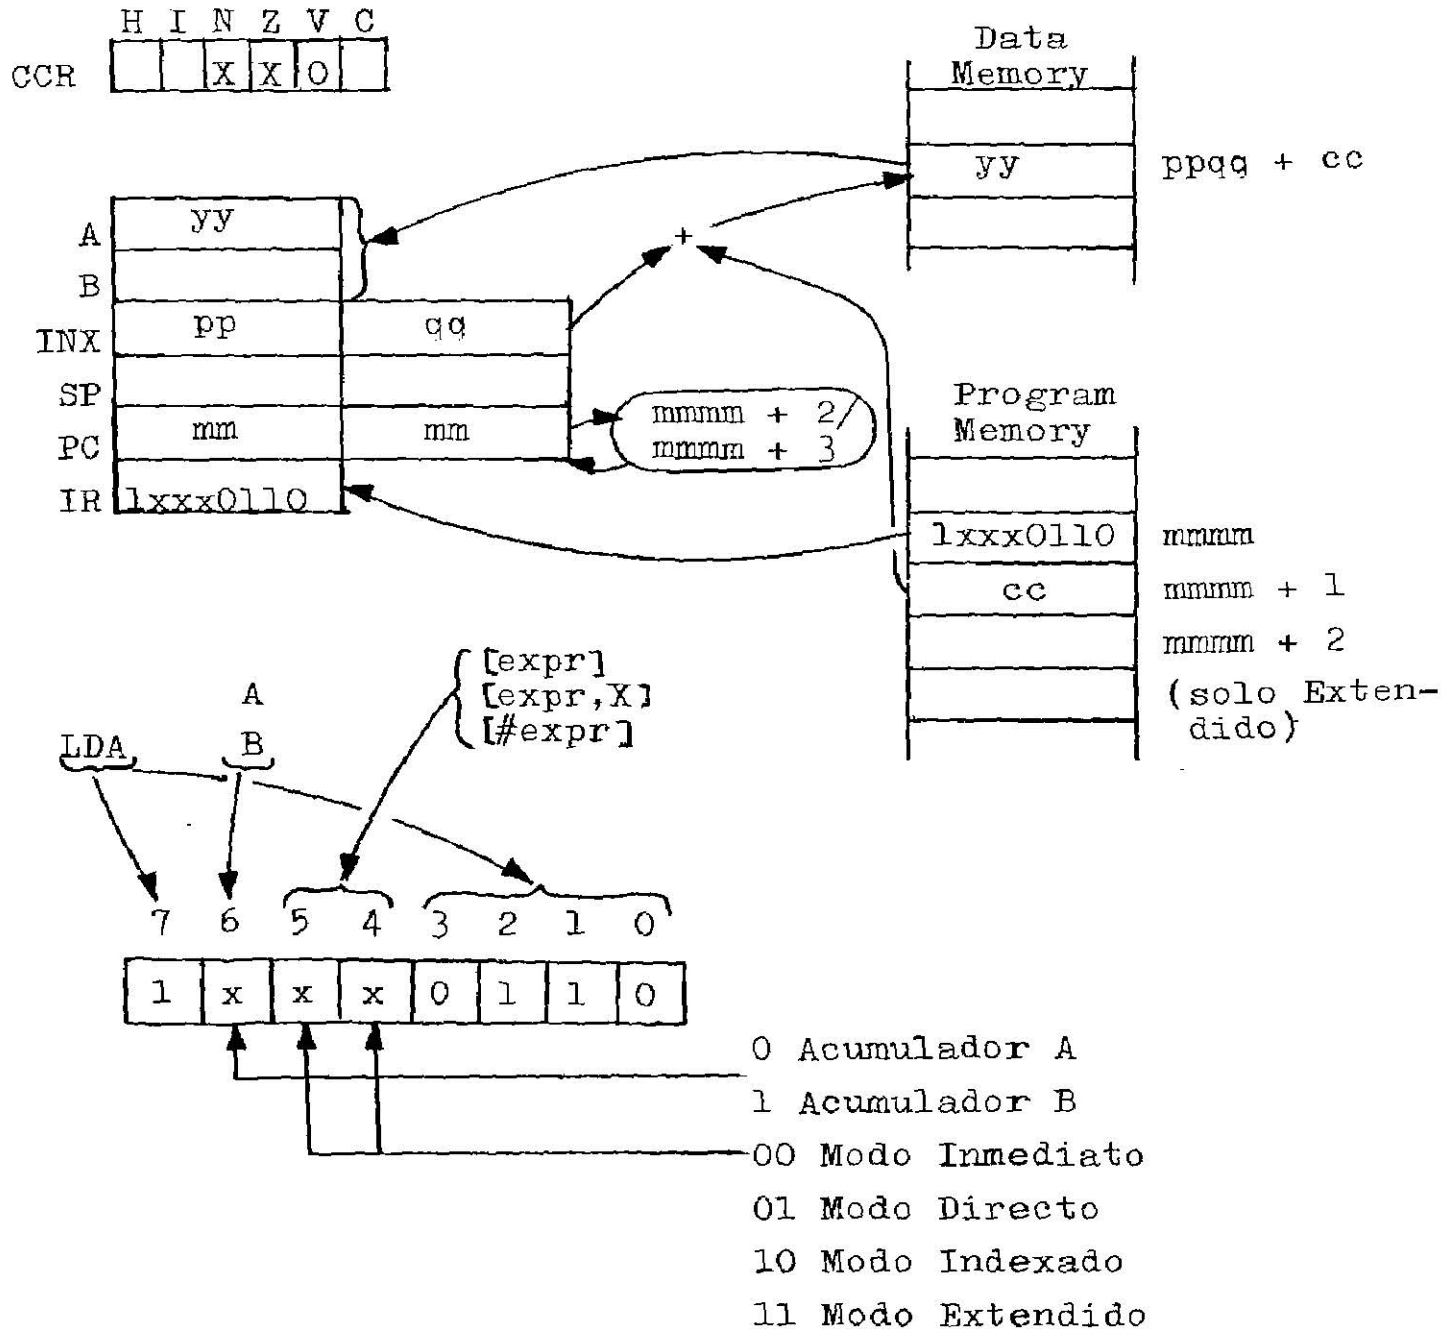 H I N Z V C
CCR X X O
Data
Memory
yy ppqq + cc
A yy
B
+
INX pp qq
SP
PC mm mm
mmmm + 2/
mmmm + 3
IR 1xxx0110
Program
Memory
1xxx0110 mmmm
cc mmmm + 1
mmmm + 2
(solo Exten-
dido)
[expr]
[expr,X]
[#expr]
A
LDA B
7 6 5 4 3 2 1 0
1 x x x 0 1 1 0
0 Acumulador A
1 Acumulador B
00 Modo Inmediato
01 Modo Directo
10 Modo Indexado
11 Modo Extendido